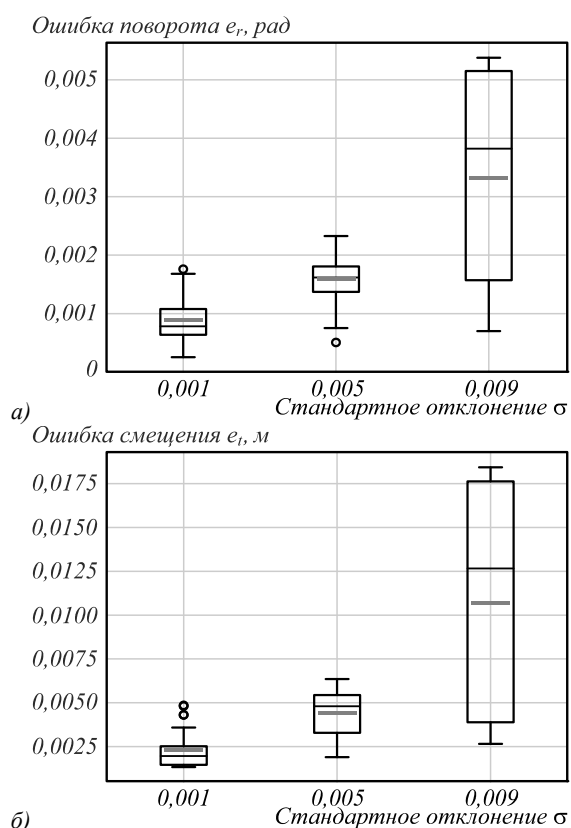 Ошибка поворота eᵣ, рад
0,005
0,004
0,003
0,002
0,001
0
0,001 0,005 0,009
а) Стандартное отклонение σ
Ошибка смещения eₜ, м
0,0175
0,0150
0,0125
0,0100
0,0075
0,0050
0,0025
0,001 0,005 0,009
б) Стандартное отклонение σ